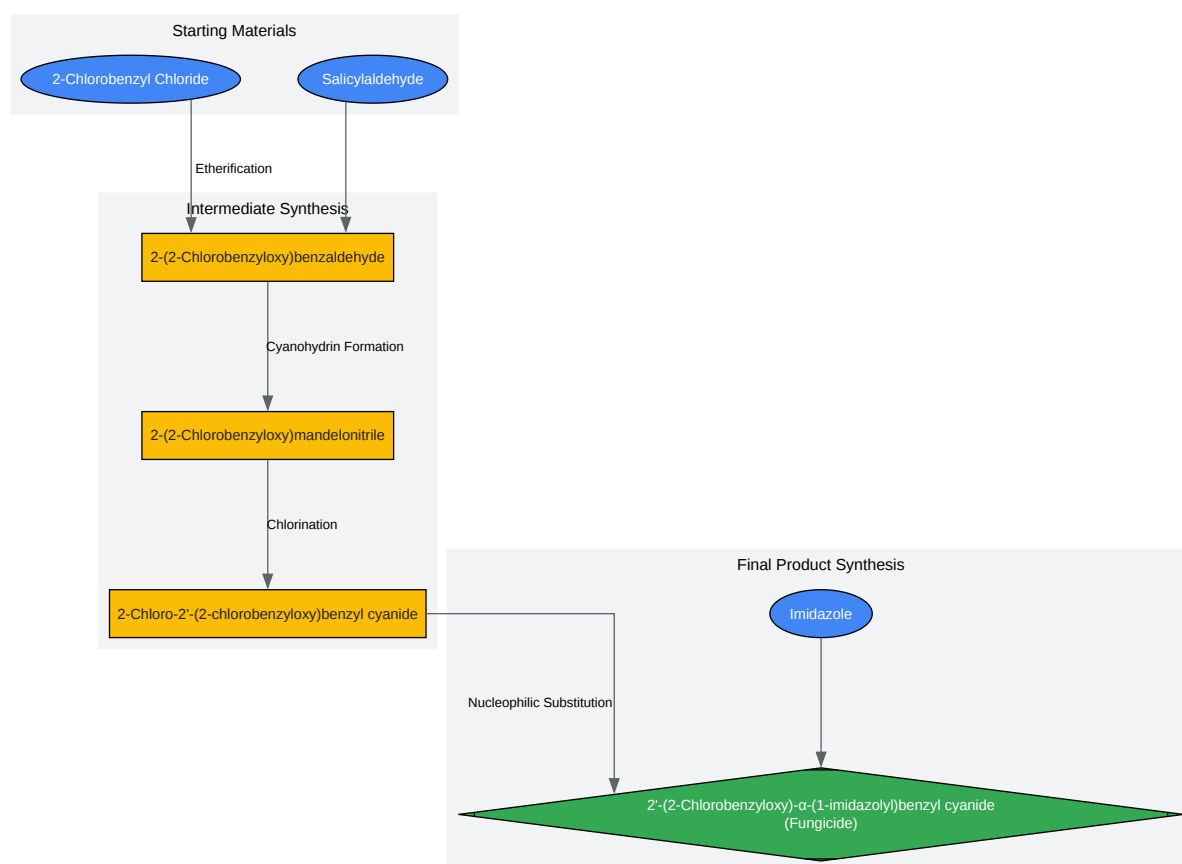 Starting Materials
2-Chlorobenzyl Chloride
Salicylaldehyde
Etherification
Intermediate Synthesis
2-(2-Chlorobenzyloxy)benzaldehyde
Cyanohydrin Formation
2-(2-Chlorobenzyloxy)mandelonitrile
Chlorination
2-Chloro-2'-(2-chlorobenzyloxy)benzyl cyanide
Final Product Synthesis
Imidazole
Nucleophilic Substitution
2'-(2-Chlorobenzyloxy)-α-(1-imidazolyl)benzyl cyanide
(Fungicide)